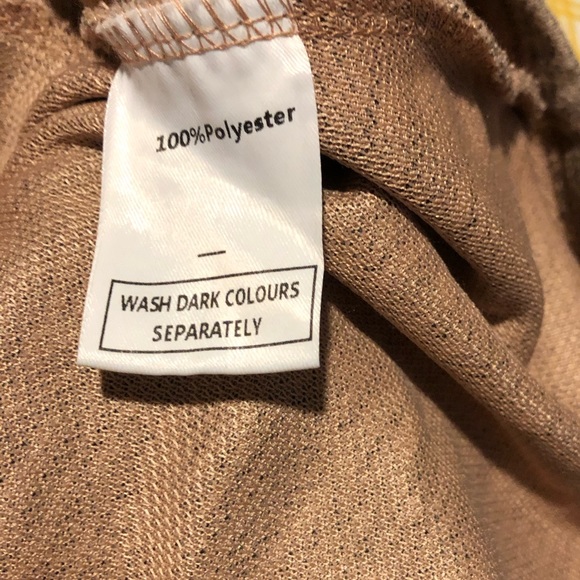 100%Polyester
—
WASH DARK COLOURS
SEPARATELY